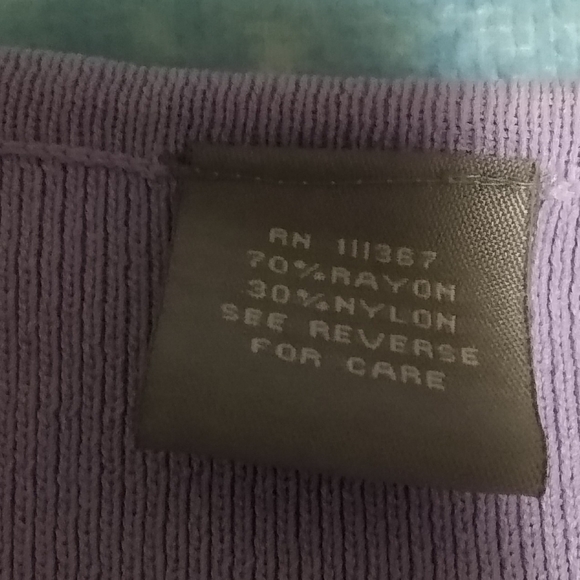 RN 111367
70%RAYON
30%NYLON
SEE REVERSE
FOR CARE